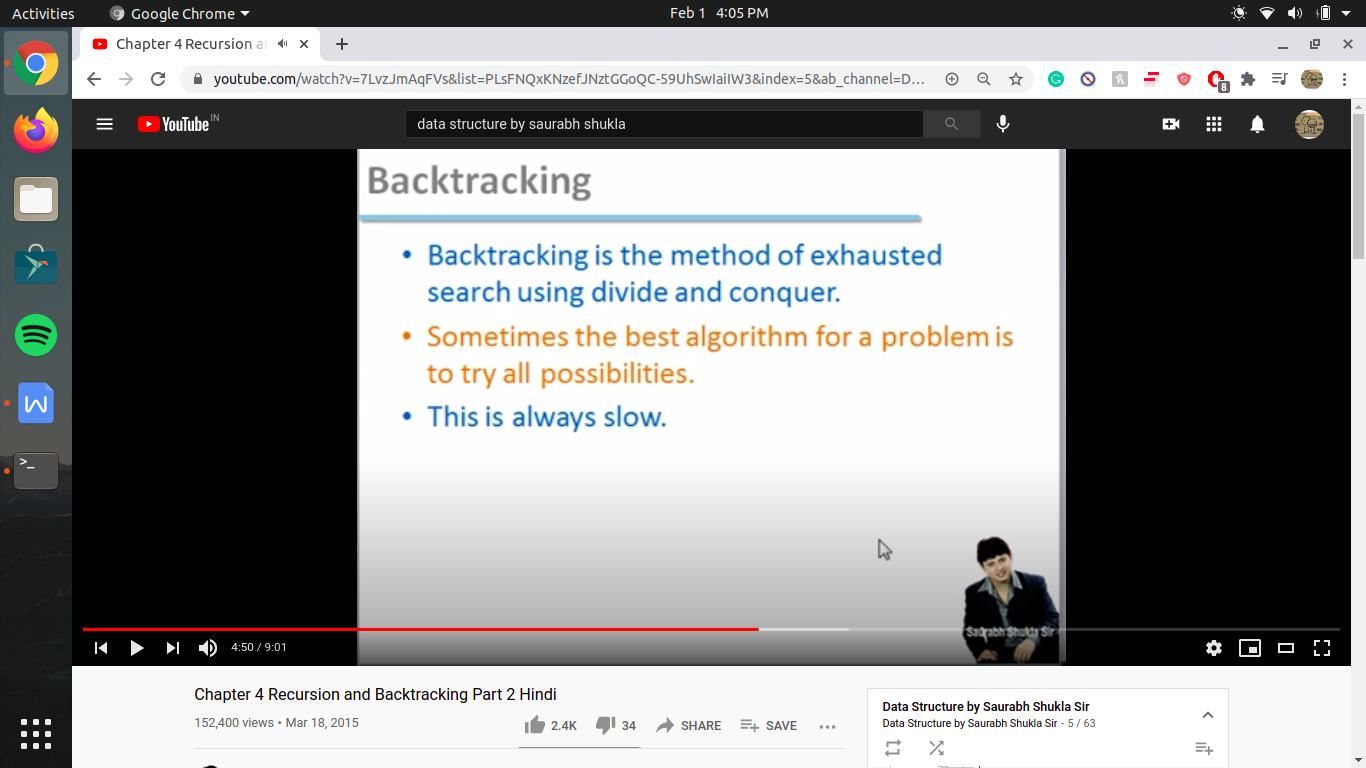 Activities
Google Chrome
Feb 1 4:05 PM
Chapter 4 Recursion a
youtube.com/watch?v=7LvzJmAqFVs&list=PLsFNQxKNzefJNztGGoQC-59UhSwIaiIW3&index=5&ab_channel=D...
8
YouTube IN
data structure by saurabh shukla
Backtracking
• Backtracking is the method of exhausted
search using divide and conquer.
• Sometimes the best algorithm for a problem is
to try all possibilities.
• This is always slow.
Saurabh Shukla Sir
4:50 / 9:01
Chapter 4 Recursion and Backtracking Part 2 Hindi
152,400 views • Mar 18, 2015
2.4K
34
SHARE
SAVE
Data Structure by Saurabh Shukla Sir
Data Structure by Saurabh Shukla Sir - 5 / 63